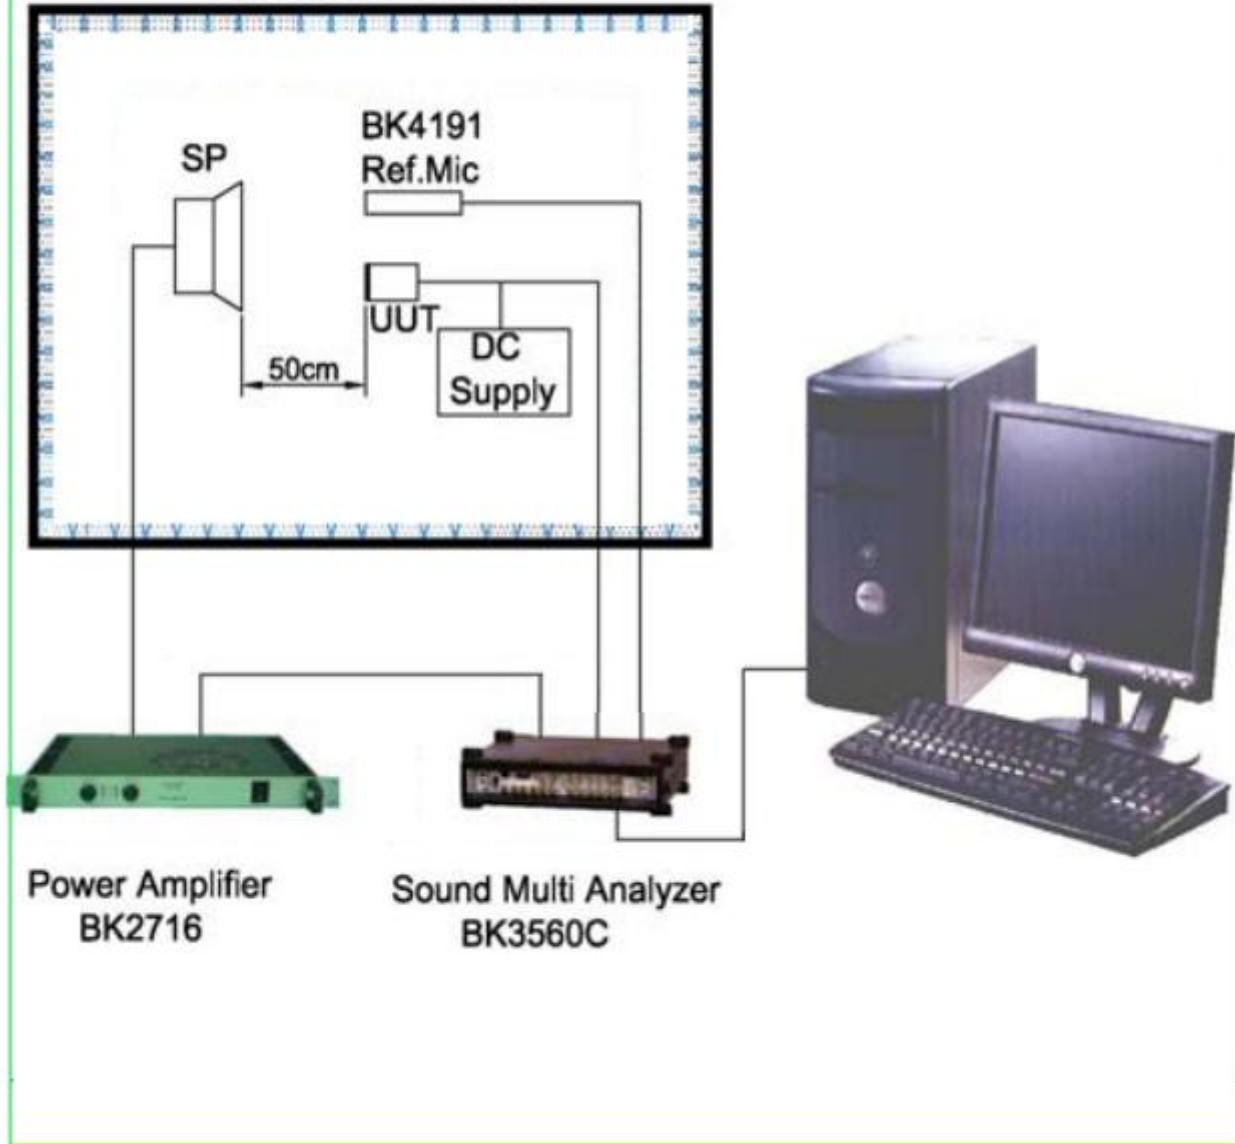 SP
BK4191
Ref.Mic
UUT
50cm
DC
Supply
Power Amplifier
BK2716
Sound Multi Analyzer
BK3560C